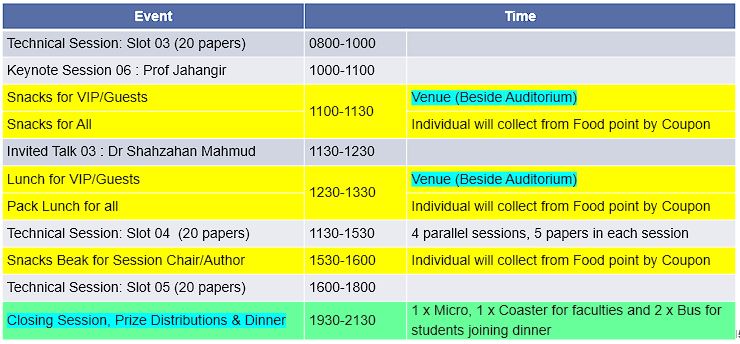 Event Time
Technical Session: Slot 03 (20 papers) 0800-1000
Keynote Session 06 : Prof Jahangir 1000-1100
Snacks for VIP/Guests Venue (Beside Auditorium)
1100-1130
Snacks for All Individual will collect from Food point by Coupon
Invited Talk 03 : Dr Shahzahan Mahmud 1130-1230
Lunch for VIP/Guests Venue (Beside Auditorium)
1230-1330
Pack Lunch for all Individual will collect from Food point by Coupon
Technical Session: Slot 04 (20 papers) 1130-1530 4 parallel sessions, 5 papers in each session
Snacks Beak for Session Chair/Author 1530-1600 Individual will collect from Food point by Coupon
Technical Session: Slot 05 (20 papers) 1600-1800
Closing Session, Prize Distributions & Dinner 1930-2130 1 x Micro, 1 x Coaster for faculties and 2 x Bus for
students joining dinner